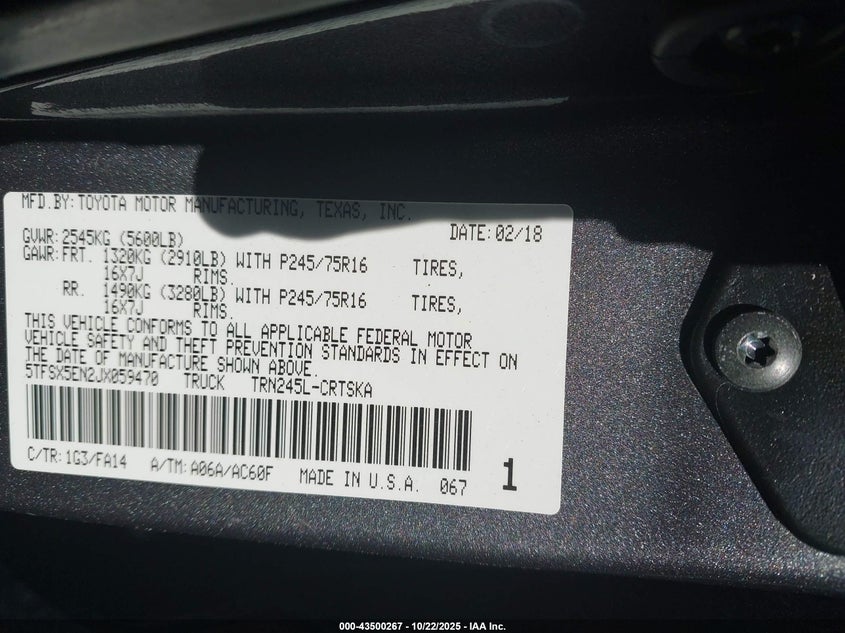 MFD.BY:TOYOTA MOTOR MANUFACTURING, TEXAS, INC.
GVWR:2545KG (5600LB) DATE:02/18
GAWR:FRT. 1320KG (2910LB) WITH P245/75R16 TIRES,
16X7J RIMS.
RR. 1490KG (3280LB) WITH P245/75R16 TIRES,
16X7J RIMS.
THIS VEHICLE CONFORMS TO ALL APPLICABLE FEDERAL MOTOR
VEHICLE SAFETY AND THEFT PREVENTION STANDARDS IN EFFECT ON
THE DATE OF MANUFACTURE SHOWN ABOVE.
5TFSX5EN2JX059470 TRUCK TRN245L-CRTSKA
C/TR:1G3/FA14 A/TM:A06A/AC60F MADE IN U.S.A. 067 1
000-43500267 - 10/22/2025 - IAA Inc.